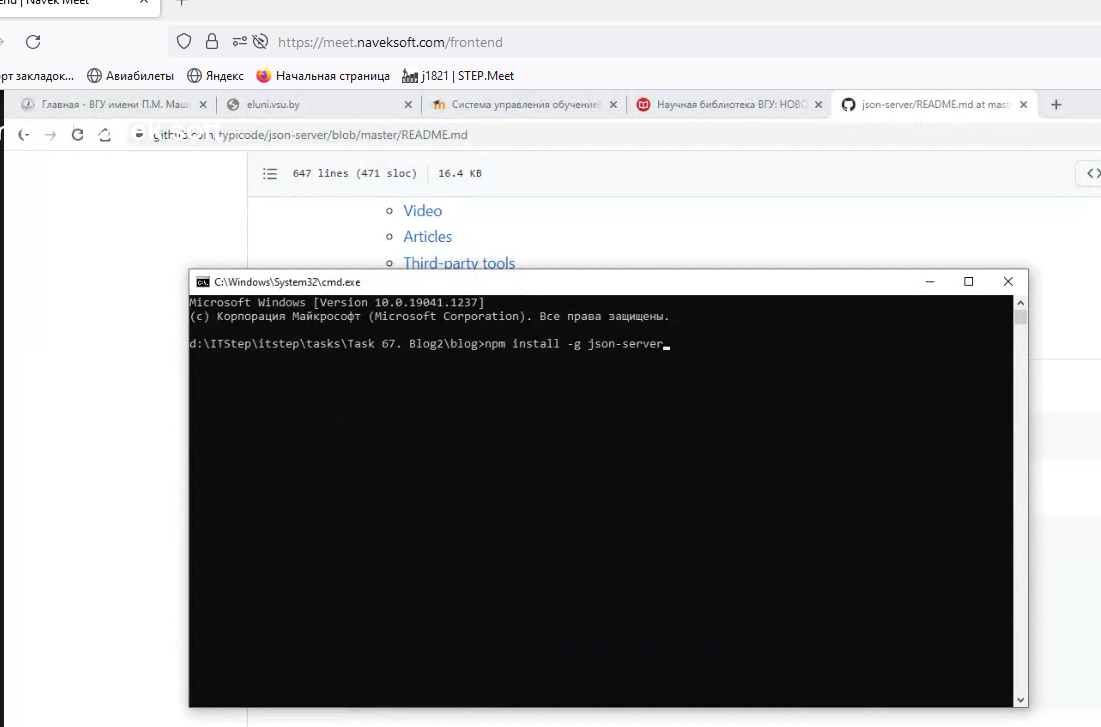 end | Navek Meet
https://meet.naveksoft.com/frontend
рт закладок... Авиабилеты Яндекс Начальная страница j1821 | STEP.Meet
Главная - ВГУ имени П.М. Маш eluni.vsu.by Система управления обучение Научная библиотека ВГУ: НОВО json-server/README.md at mast
github.com/typicode/json-server/blob/master/README.md
647 lines (471 sloc) 16.4 KB
Video
Articles
Third-party tools
C:\Windows\System32\cmd.exe
Microsoft Windows [Version 10.0.19041.1237]
(c) Корпорация Майкрософт (Microsoft Corporation). Все права защищены.
d:\ITStep\itstep\tasks\Task 67. Blog2\blog>npm install -g json-server